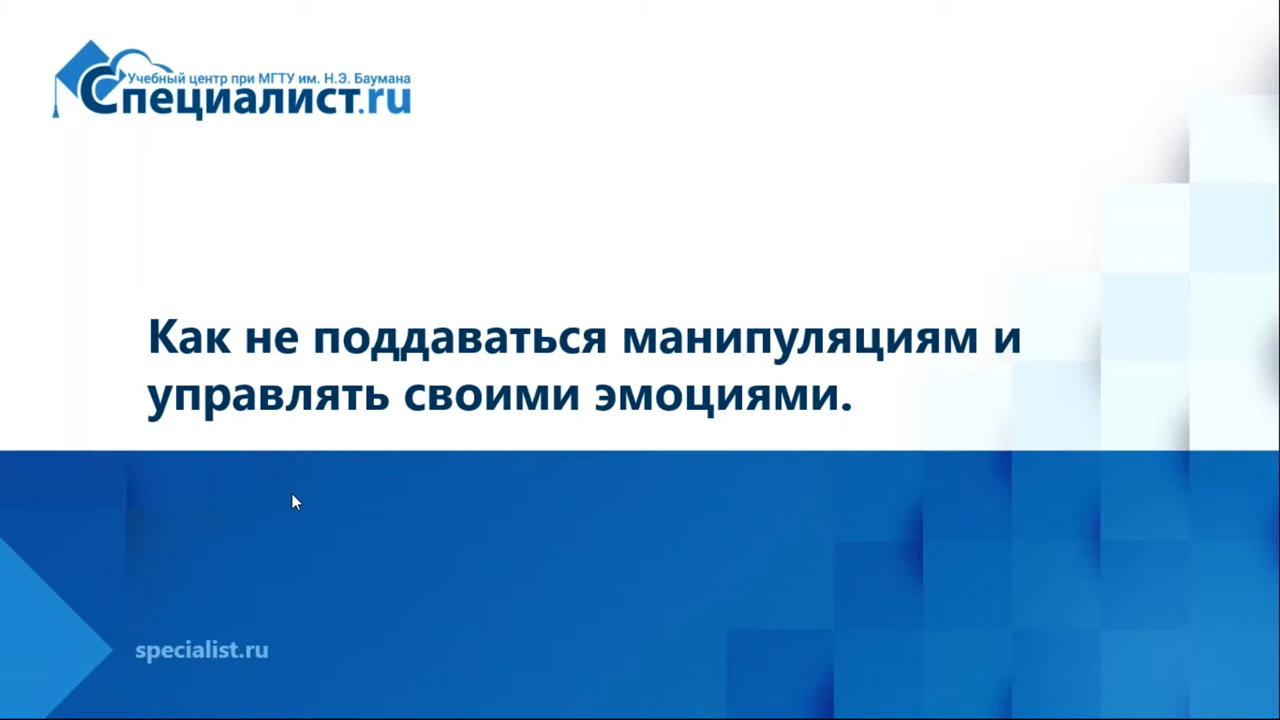 Учебный центр при МГТУ им. Н.Э. Баумана
Специалист.ru
Как не поддаваться манипуляциям и
управлять своими эмоциями.
specialist.ru